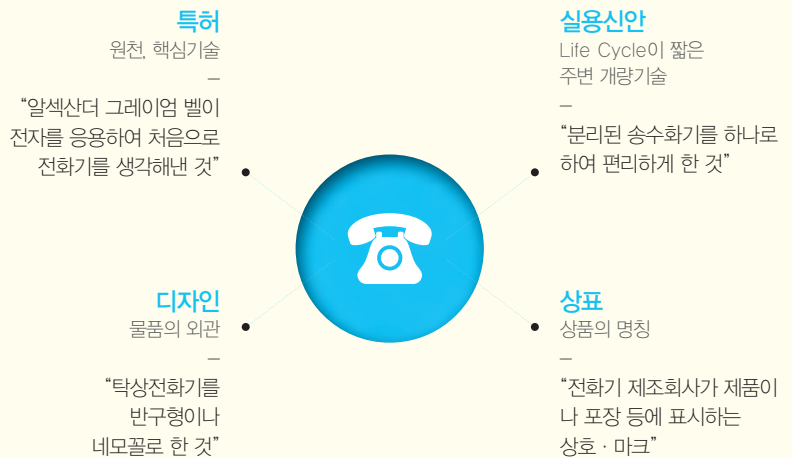 특허
원천, 핵심기술
–
“알섹산더 그레이엄 벨이
전자를 응용하여 처음으로
전화기를 생각해낸 것”
실용신안
Life Cycle이 짧은
주변 개량기술
–
“분리된 송수화기를 하나로
하여 편리하게 한 것”
디자인
물품의 외관
–
“탁상전화기를
반구형이나
네모꼴로 한 것”
상표
상품의 명칭
–
“전화기 제조회사가 제품이
나 포장 등에 표시하는
상호 · 마크”